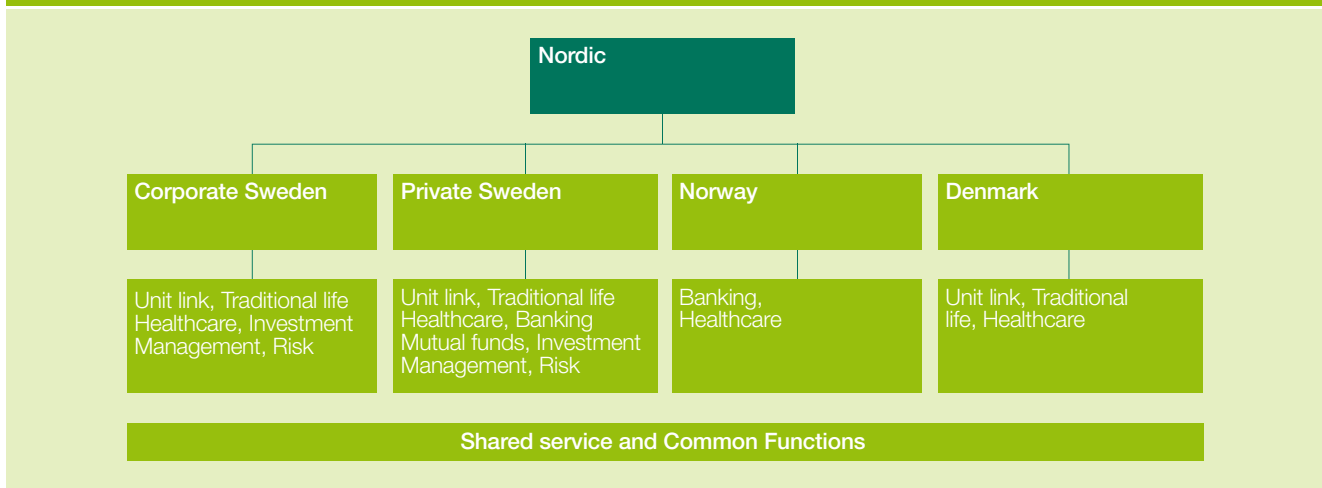 Nordic
Corporate Sweden
Private Sweden
Norway
Denmark
Unit link, Traditional life
Healthcare, Investment
Management, Risk
Unit link, Traditional life
Healthcare, Banking
Mutual funds, Investment
Management, Risk
Banking,
Healthcare
Unit link, Traditional
life, Healthcare
Shared service and Common Functions